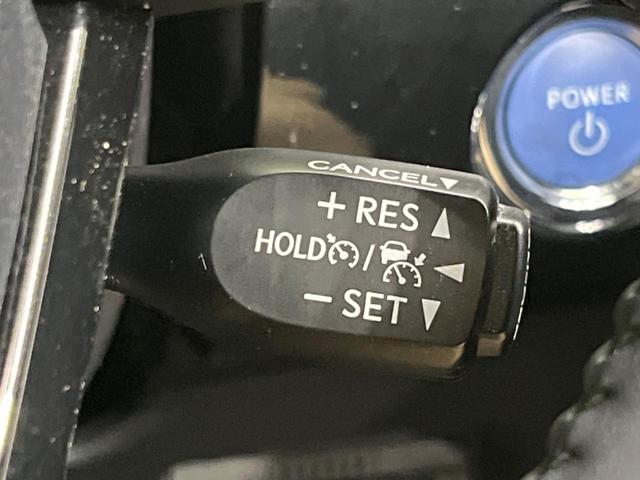 POWER
CANCEL▼
+ RES ▲
HOLD / ◀
− SET ▼